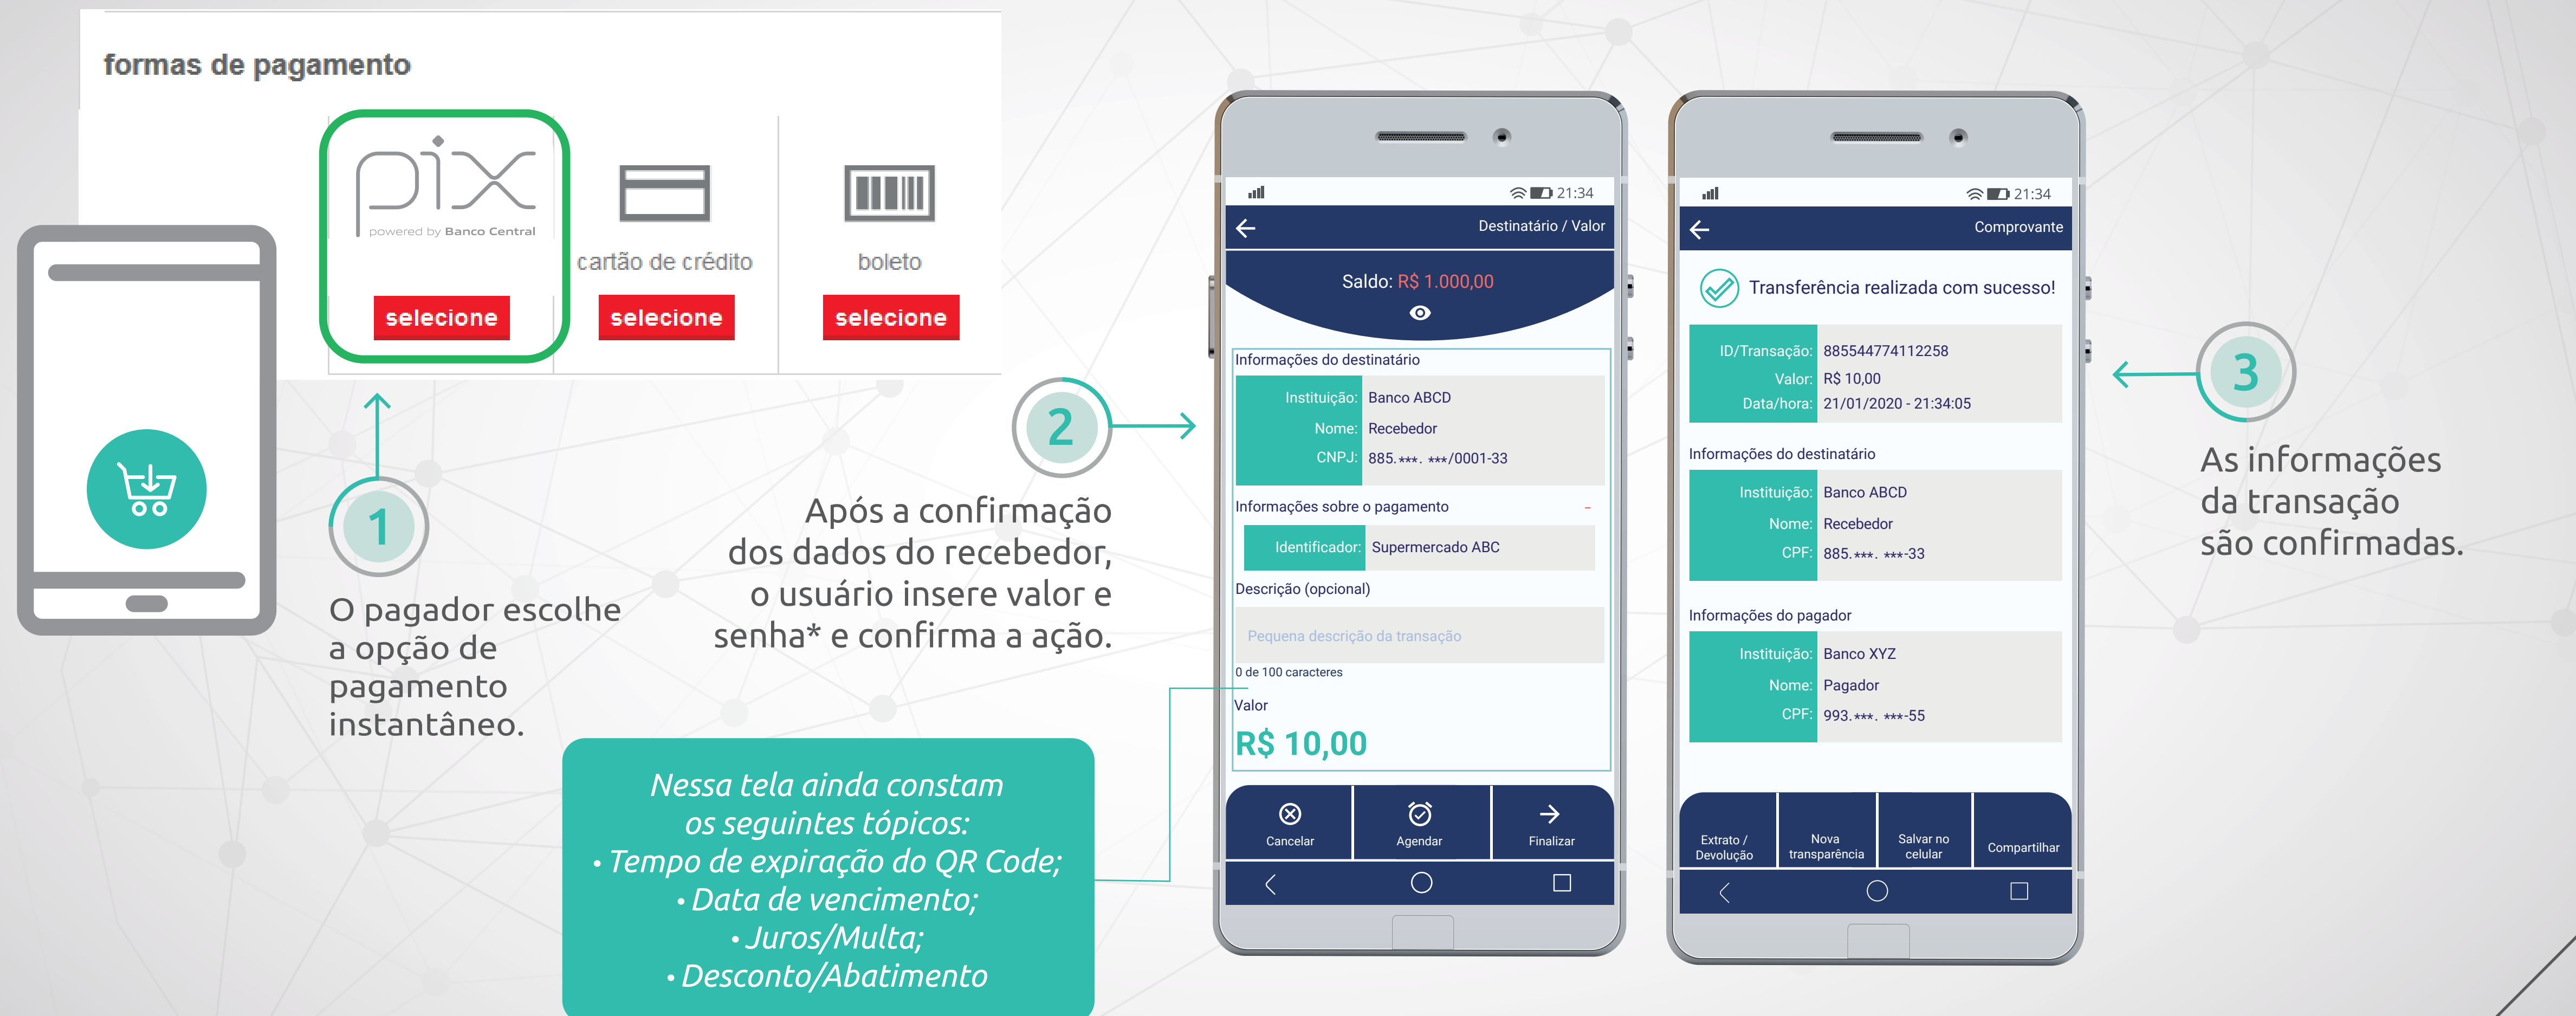 formas de pagamento
pix
powered by Banco Central
selecione
cartão de crédito
selecione
boleto
selecione
1
O pagador escolhe
a opção de
pagamento
instantâneo.
2
Após a confirmação
dos dados do recebedor,
o usuário insere valor e
senha* e confirma a ação.
Nessa tela ainda constam
os seguintes tópicos:
• Tempo de expiração do QR Code;
• Data de vencimento;
• Juros/Multa;
• Desconto/Abatimento
21:34
Destinatário / Valor
Saldo: R$ 1.000,00
Informações do destinatário
Instituição: Banco ABCD
Nome: Recebedor
CNPJ: 885.***. ***/0001-33
Informações sobre o pagamento -
Identificador: Supermercado ABC
Descrição (opcional)
Pequena descrição da transação
0 de 100 caracteres
Valor
R$ 10,00
Cancelar
Agendar
Finalizar
21:34
Comprovante
Transferência realizada com sucesso!
ID/Transação: 885544774112258
Valor: R$ 10,00
Data/hora: 21/01/2020 - 21:34:05
Informações do destinatário
Instituição: Banco ABCD
Nome: Recebedor
CPF: 885.***. ***-33
Informações do pagador
Instituição: Banco XYZ
Nome: Pagador
CPF: 993.***. ***-55
Extrato /
Devolução
Nova
transparência
Salvar no
celular
Compartilhar
3
As informações
da transação
são confirmadas.